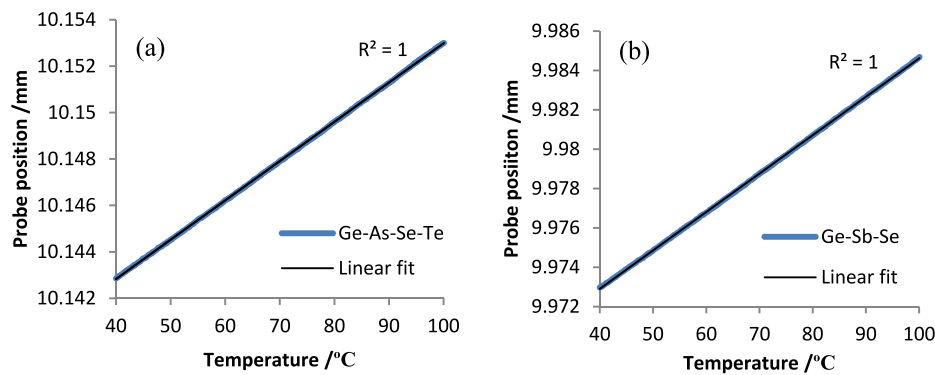 (a)
R² = 1
Probe position /mm
10.154
10.152
10.15
10.148
10.146
10.144
10.142
Ge-As-Se-Te
Linear fit
40 50 60 70 80 90 100
Temperature /ºC
(b)
R² = 1
Probe posiiton /mm
9.986
9.984
9.982
9.98
9.978
9.976
9.974
9.972
Ge-Sb-Se
Linear fit
40 50 60 70 80 90 100
Temperature /ºC